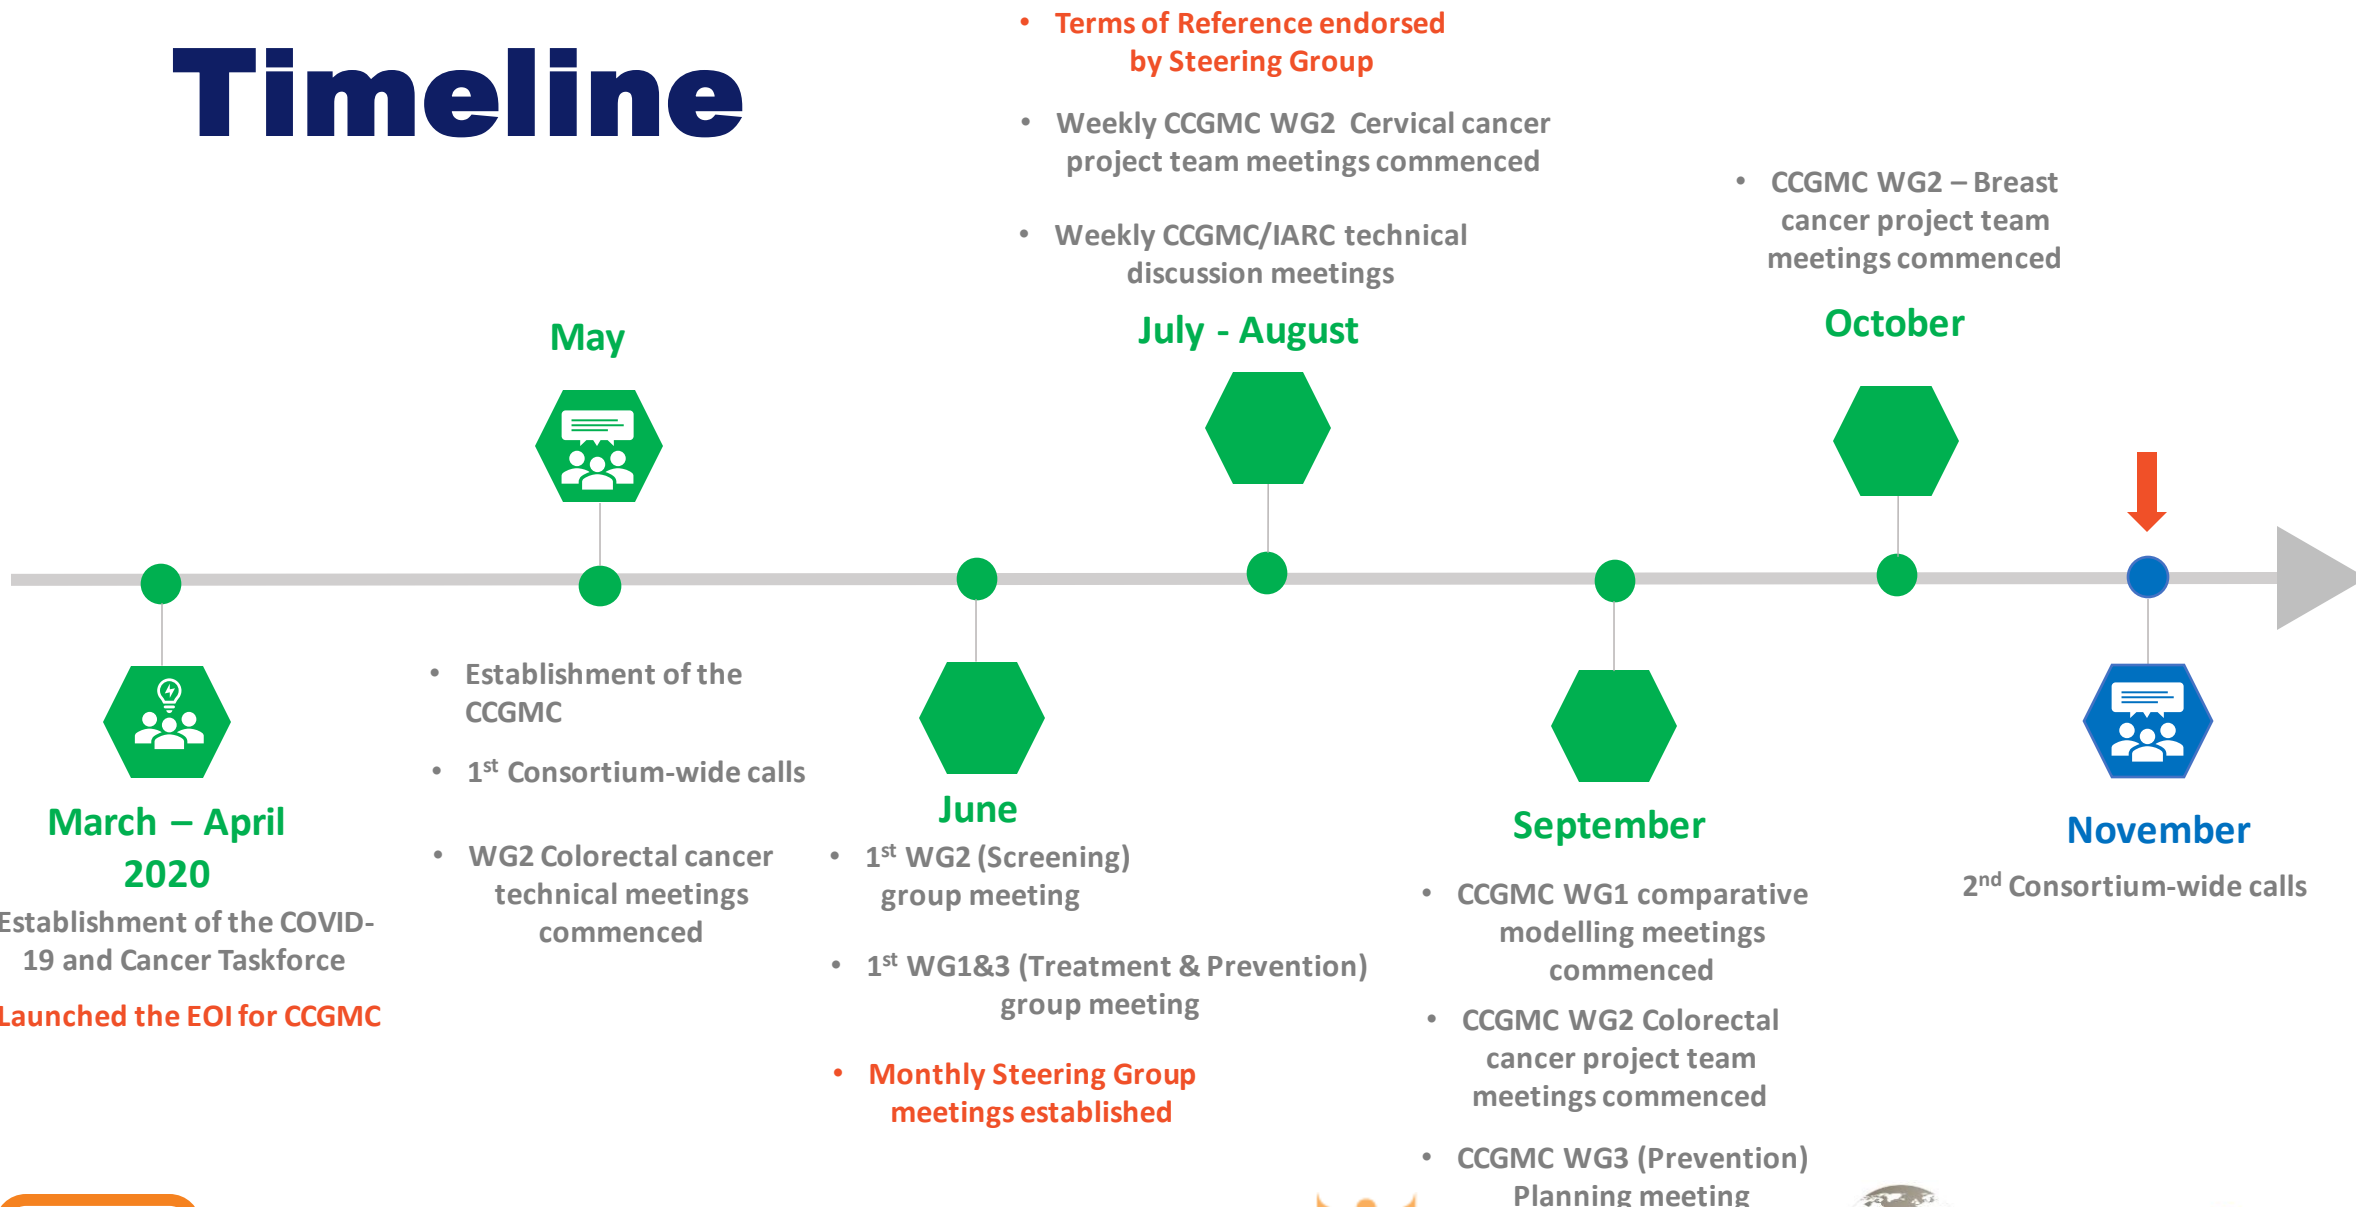 Timeline
• Terms of Reference endorsed
by Steering Group
• Weekly CCGMC WG2 Cervical cancer
project team meetings commenced
• Weekly CCGMC/IARC technical
discussion meetings
• CCGMC WG2 – Breast
cancer project team
meetings commenced
May
July - August
October
• Establishment of the
CCGMC
• 1st Consortium-wide calls
• WG2 Colorectal cancer
technical meetings
commenced
March – April
2020
Establishment of the COVID-
19 and Cancer Taskforce
Launched the EOI for CCGMC
June
• 1st WG2 (Screening)
group meeting
• 1st WG1&3 (Treatment & Prevention)
group meeting
• Monthly Steering Group
meetings established
September
• CCGMC WG1 comparative
modelling meetings
commenced
• CCGMC WG2 Colorectal
cancer project team
meetings commenced
• CCGMC WG3 (Prevention)
Planning meeting
November
2nd Consortium-wide calls